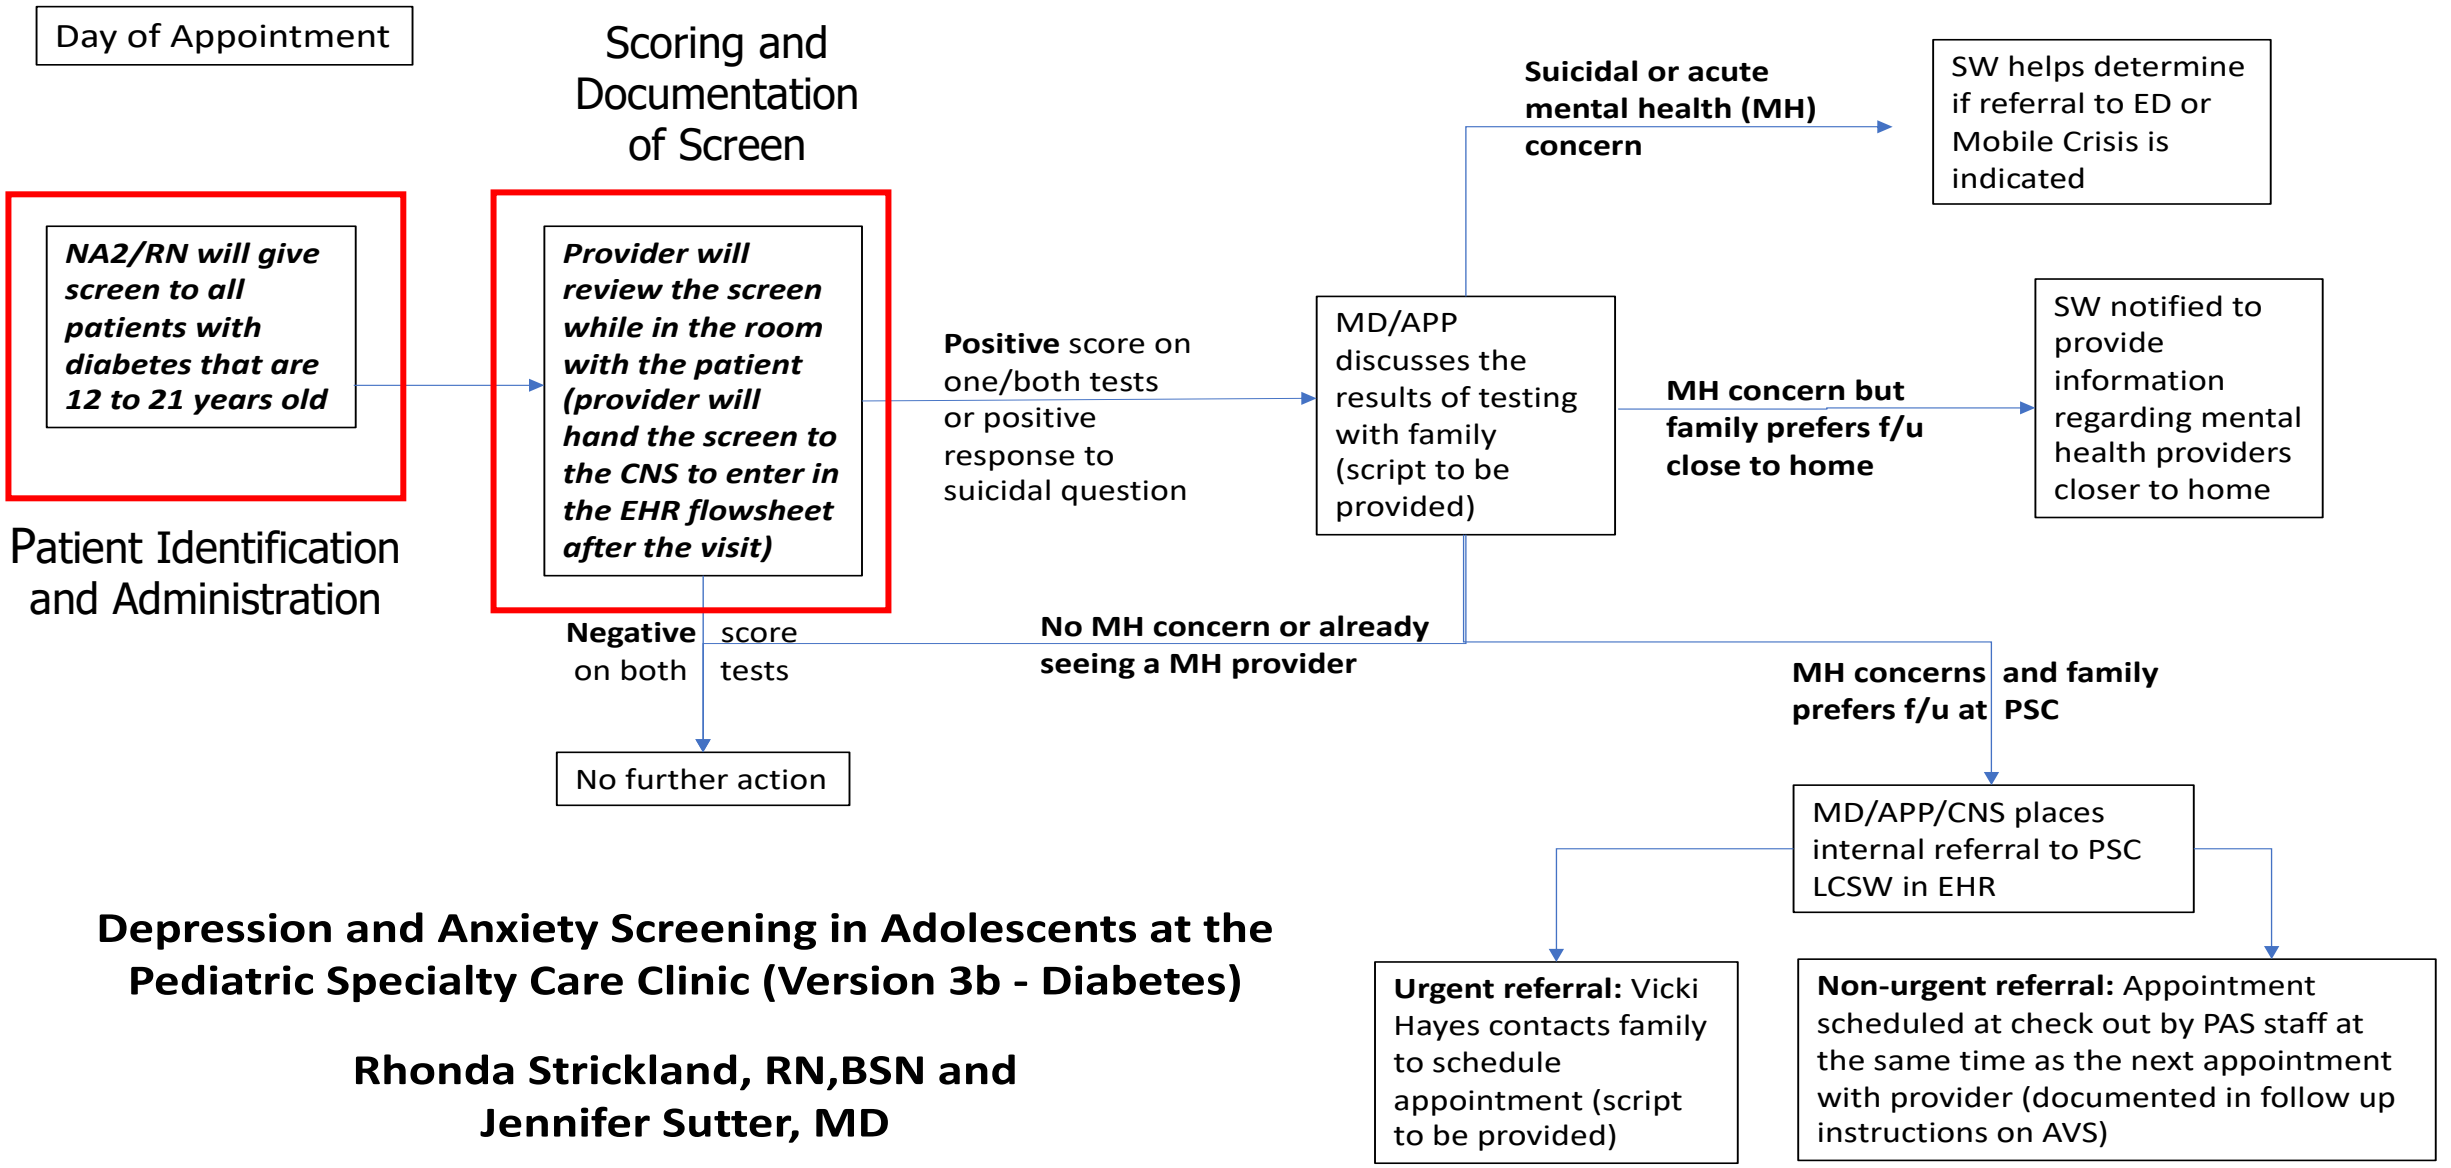 Day of Appointment
Scoring and
Documentation
of Screen
NA2/RN will give
screen to all
patients with
diabetes that are
12 to 21 years old
Patient Identification
and Administration
Provider will
review the screen
while in the room
with the patient
(provider will
hand the screen to
the CNS to enter in
the EHR flowsheet
after the visit)
Positive score on
one/both tests
or positive
response to
suicidal question
Negative score
on both tests
No further action
MD/APP
discusses the
results of testing
with family
(script to be
provided)
Suicidal or acute
mental health (MH)
concern
SW helps determine
if referral to ED or
Mobile Crisis is
indicated
MH concern but
family prefers f/u
close to home
SW notified to
provide
information
regarding mental
health providers
closer to home
No MH concern or already
seeing a MH provider
MH concerns and family
prefers f/u at PSC
MD/APP/CNS places
internal referral to PSC
LCSW in EHR
Urgent referral: Vicki
Hayes contacts family
to schedule
appointment (script
to be provided)
Non-urgent referral: Appointment
scheduled at check out by PAS staff at
the same time as the next appointment
with provider (documented in follow up
instructions on AVS)
Depression and Anxiety Screening in Adolescents at the
Pediatric Specialty Care Clinic (Version 3b - Diabetes)
Rhonda Strickland, RN,BSN and
Jennifer Sutter, MD